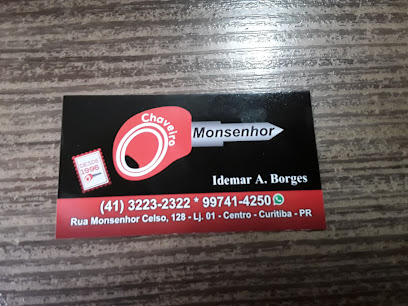 Chaveiro
Monsenhor
DESDE
1996
Idemar A. Borges
(41) 3223-2322 * 99741-4250
Rua Monsenhor Celso, 128 - Lj. 01 - Centro - Curitiba - PR